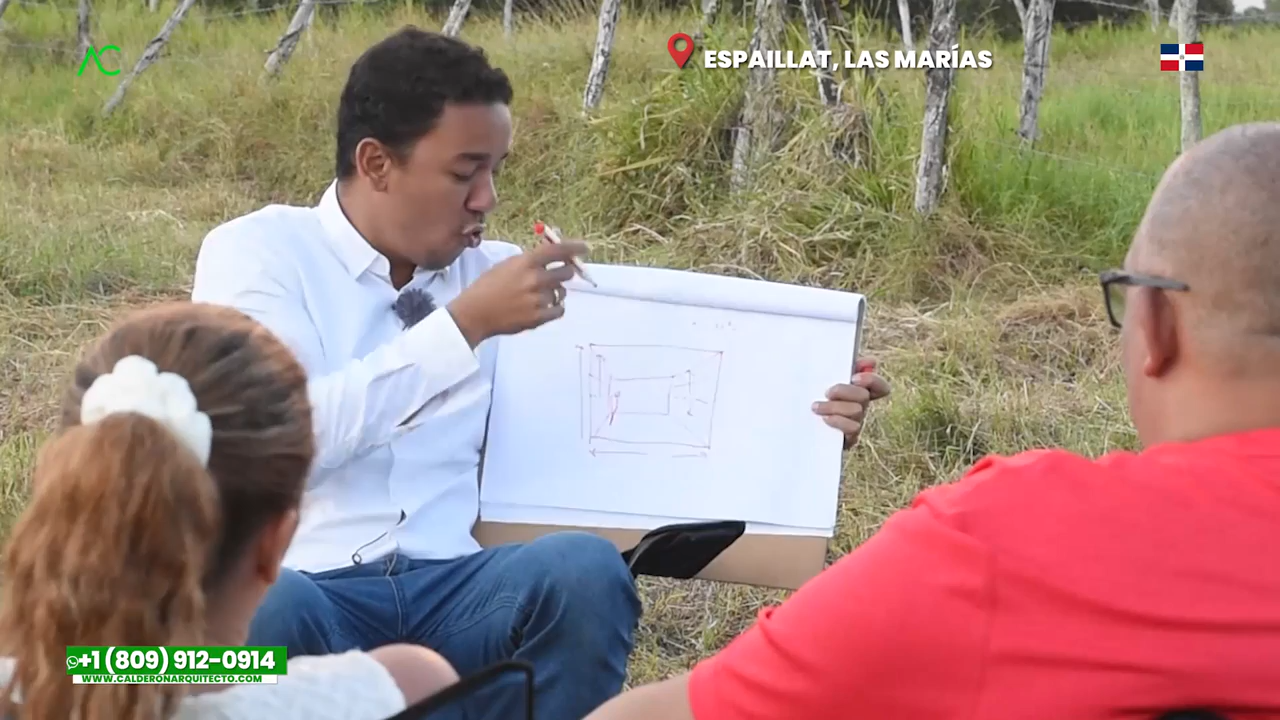 AC
ESPAILLAT, LAS MARÍAS
+1 (809) 912-0914
WWW.CALDERONARQUITECTO.COM